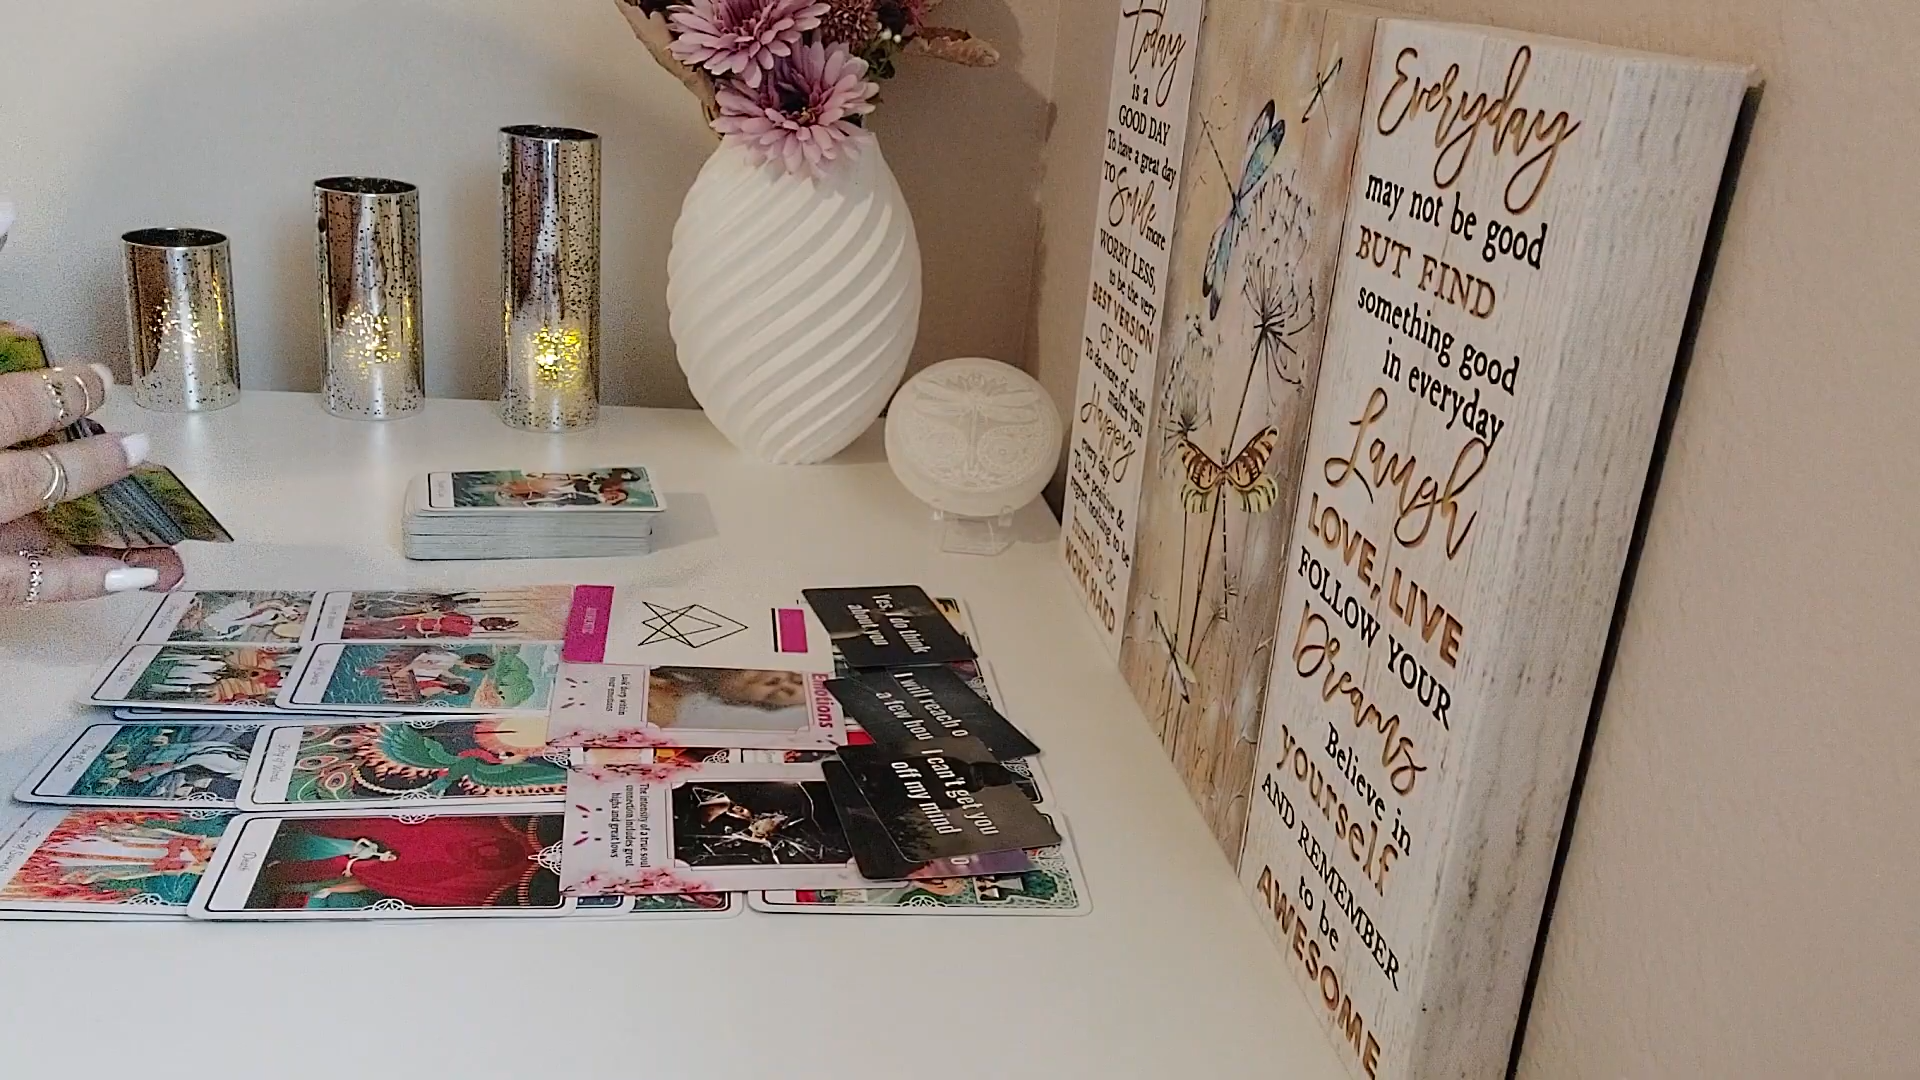 Today
is a
GOOD DAY
To have a great day
TO
Smile
more
WORRY LESS,
to be the very
BEST VERSION
OF YOU
To do more of what
makes you
Happy
every day
To be positive &
regret nothing to be
humble &
WORK HARD
Everyday
may not be good
BUT FIND
something good
in everyday
Laugh
LOVE, LIVE
FOLLOW YOUR
Dreams
Believe in
yourself
AND REMEMBER
to be
AWESOME
Yes, I do think
about you
I will reach o
a few hou
I can't get you
off my mind
Emotions
Look deep within
your emotions
The intensity of a true soul
connection includes great
highs and great lows
Death